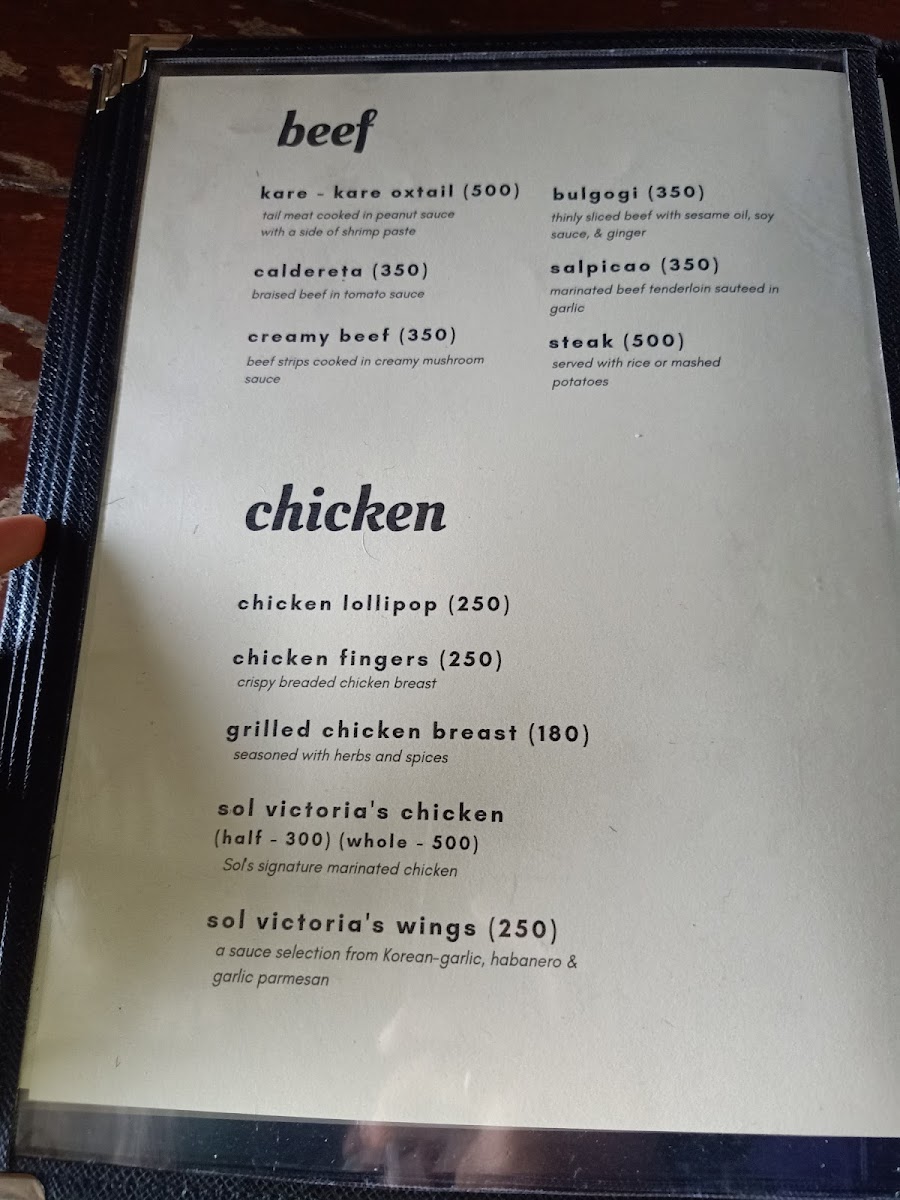 beef
kare - kare oxtail (500)
tail meat cooked in peanut sauce
with a side of shrimp paste
caldereta (350)
braised beef in tomato sauce
creamy beef (350)
beef strips cooked in creamy mushroom
sauce
bulgogi (350)
thinly sliced beef with sesame oil, soy
sauce, & ginger
salpicao (350)
marinated beef tenderloin sauteed in
garlic
steak (500)
served with rice or mashed
potatoes
chicken
chicken lollipop (250)
chicken fingers (250)
crispy breaded chicken breast
grilled chicken breast (180)
seasoned with herbs and spices
sol victoria's chicken
(half - 300) (whole - 500)
Sol's signature marinated chicken
sol victoria's wings (250)
a sauce selection from Korean-garlic, habanero &
garlic parmesan